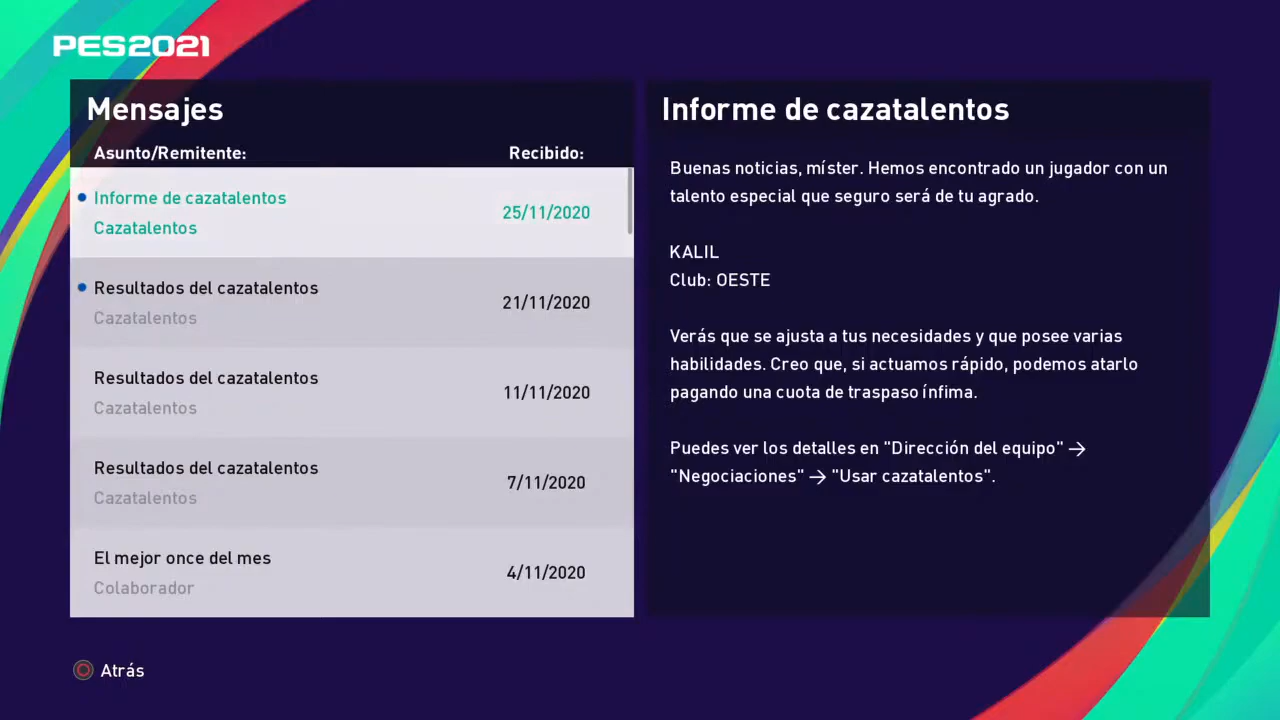 PES2021
Mensajes
Asunto/Remitente:
Recibido:
Informe de cazatalentos
Cazatalentos
25/11/2020
Resultados del cazatalentos
Cazatalentos
21/11/2020
Resultados del cazatalentos
Cazatalentos
11/11/2020
Resultados del cazatalentos
Cazatalentos
7/11/2020
El mejor once del mes
Colaborador
4/11/2020
Informe de cazatalentos
Buenas noticias, míster. Hemos encontrado un jugador con un
talento especial que seguro será de tu agrado.
KALIL
Club: OESTE
Verás que se ajusta a tus necesidades y que posee varias
habilidades. Creo que, si actuamos rápido, podemos atarlo
pagando una cuota de traspaso ínfima.
Puedes ver los detalles en "Dirección del equipo" →
"Negociaciones" → "Usar cazatalentos".
Atrás